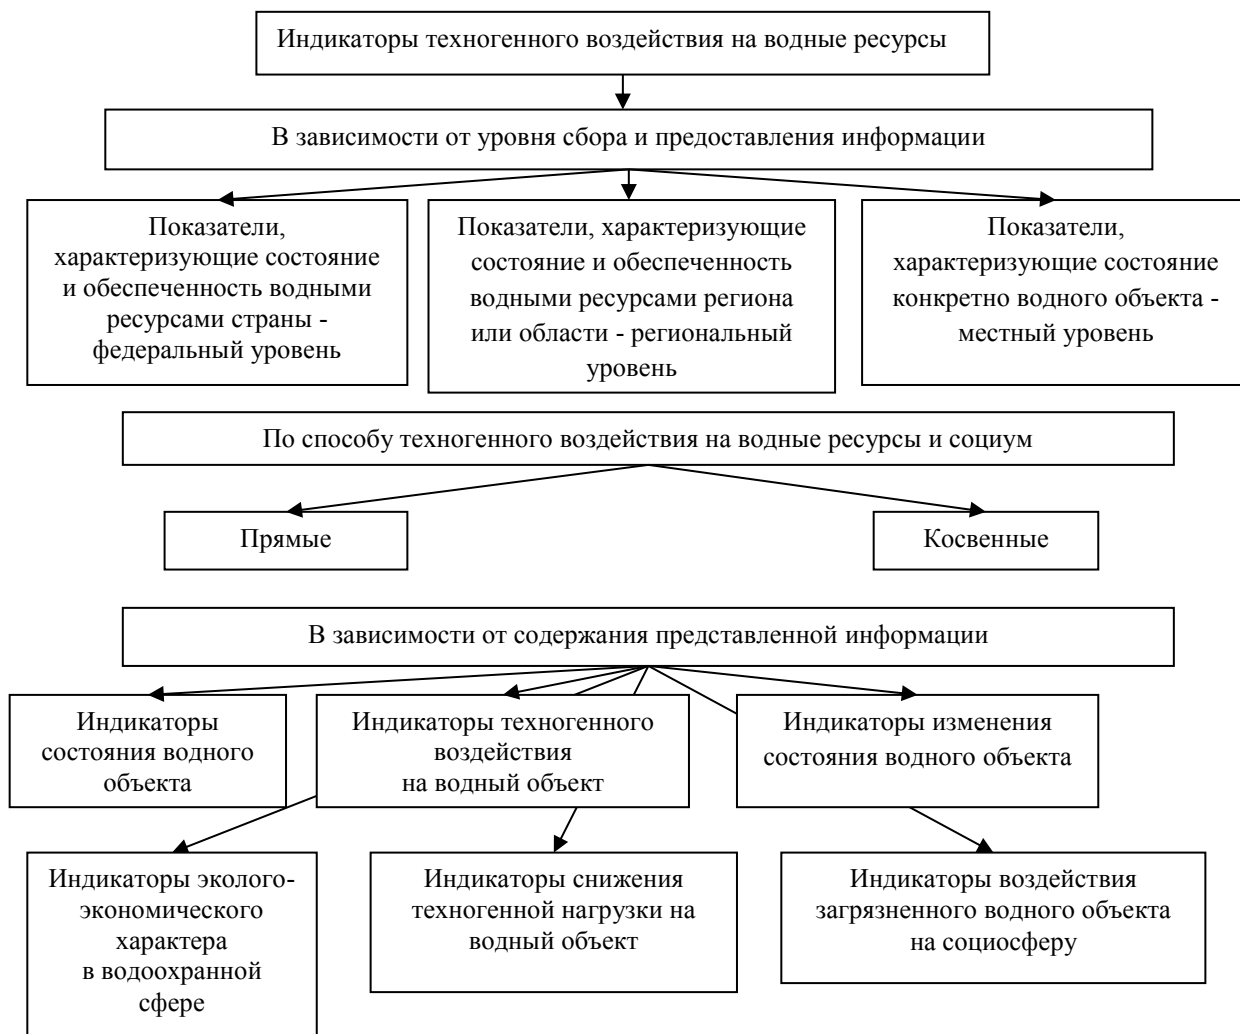 Индикаторы техногенного воздействия на водные ресурсы
В зависимости от уровня сбора и предоставления информации
Показатели,
характеризующие состояние
и обеспеченность водными
ресурсами страны -
федеральный уровень
Показатели, характеризующие
состояние и обеспеченность
водными ресурсами региона
или области - региональный
уровень
Показатели,
характеризующие состояние
конкретно водного объекта -
местный уровень
По способу техногенного воздействия на водные ресурсы и социум
Прямые
Косвенные
В зависимости от содержания представленной информации
Индикаторы
состояния водного
объекта
Индикаторы техногенного
воздействия
на водный объект
Индикаторы изменения
состояния водного объекта
Индикаторы эколого-
экономического
характера
в водоохранной
сфере
Индикаторы снижения
техногенной нагрузки на
водный объект
Индикаторы воздействия
загрязненного водного объекта
на социосферу